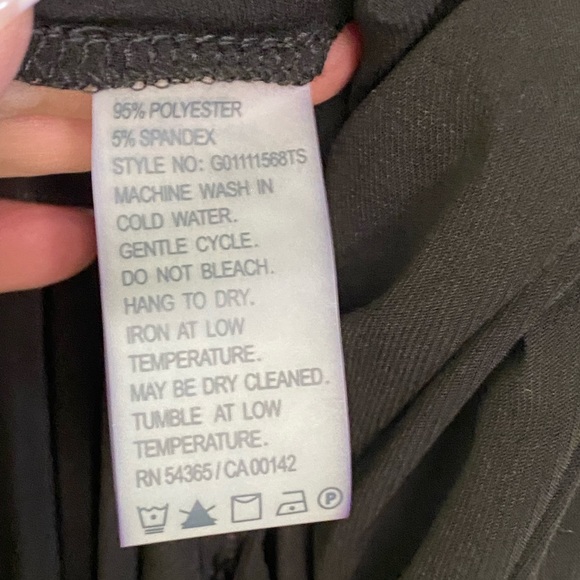 95% POLYESTER
5% SPANDEX
STYLE NO: G01111568TS
MACHINE WASH IN
COLD WATER.
GENTLE CYCLE.
DO NOT BLEACH.
HANG TO DRY.
IRON AT LOW
TEMPERATURE.
MAY BE DRY CLEANED.
TUMBLE AT LOW
TEMPERATURE.
RN 54365 / CA 00142
P